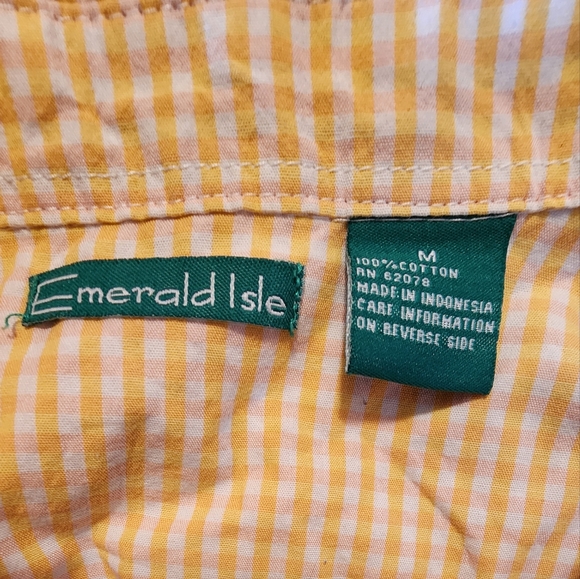 Emerald Isle
M
100% COTTON
RN 62078
MADE IN INDONESIA
CARE INFORMATION
ON REVERSE SIDE